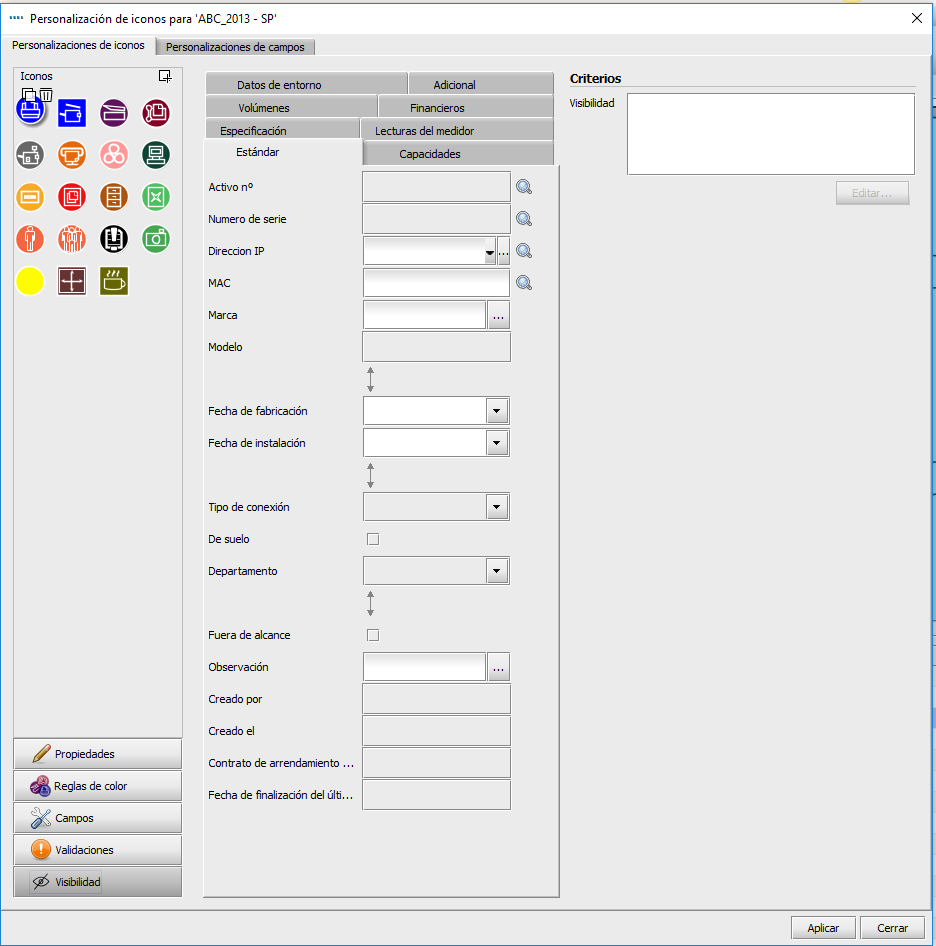 Personalización de iconos para 'ABC_2013 - SP'
Personalizaciones de iconos
Personalizaciones de campos
Iconos
Propiedades
Reglas de color
Campos
Validaciones
Visibilidad
Datos de entorno
Adicional
Volúmenes
Financieros
Especificación
Lecturas del medidor
Estándar
Capacidades
Activo nº
Numero de serie
Direccion IP
...
MAC
Marca
...
Modelo
Fecha de fabricación
Fecha de instalación
Tipo de conexión
De suelo
Departamento
Fuera de alcance
Observación
...
Creado por
Creado el
Contrato de arrendamiento ...
Fecha de finalización del últi...
Criterios
Visibilidad
Editar...
Aplicar
Cerrar